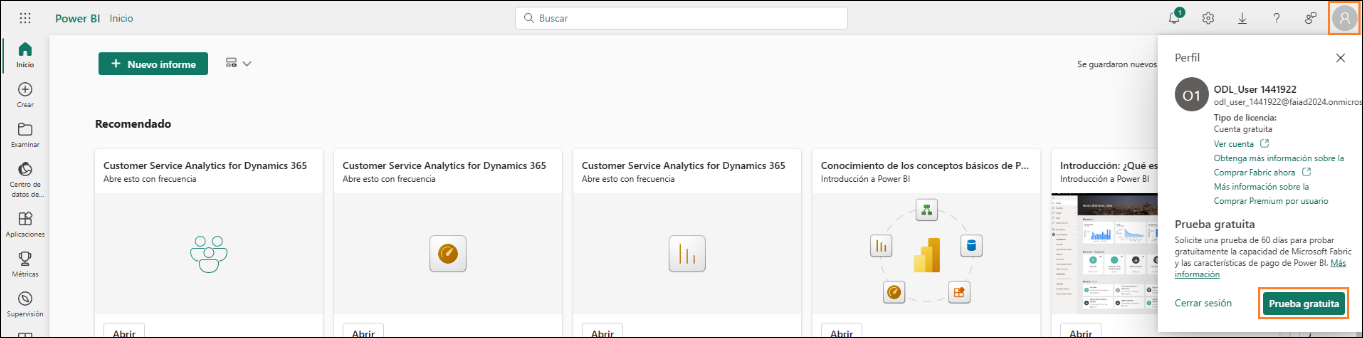 Power BI Inicio
Buscar
1
Inicio
Crear
Examinar
Centro de
datos de...
Aplicaciones
Métricas
Supervisión
Nuevo informe
Se guardaron nuevos
Recomendado
Customer Service Analytics for Dynamics 365
Abre esto con frecuencia
Abrir
Customer Service Analytics for Dynamics 365
Abre esto con frecuencia
Abrir
Customer Service Analytics for Dynamics 365
Abre esto con frecuencia
Abrir
Conocimiento de los conceptos básicos de P...
Introducción a Power BI
Abrir
Introducción: ¿Qué es
Introducción a Power BI
Abrir
Perfil
O1
ODL_User 1441922
odl_user_1441922@faiad2024.onmicros
Tipo de licencia:
Cuenta gratuita
Ver cuenta
Obtenga más información sobre la
Comprar Fabric ahora
Más información sobre la
Comprar Premium por usuario
Prueba gratuita
Solicite una prueba de 60 días para probar
gratuitamente la capacidad de Microsoft Fabric
y las características de pago de Power BI. Más
información
Cerrar sesión
Prueba gratuita